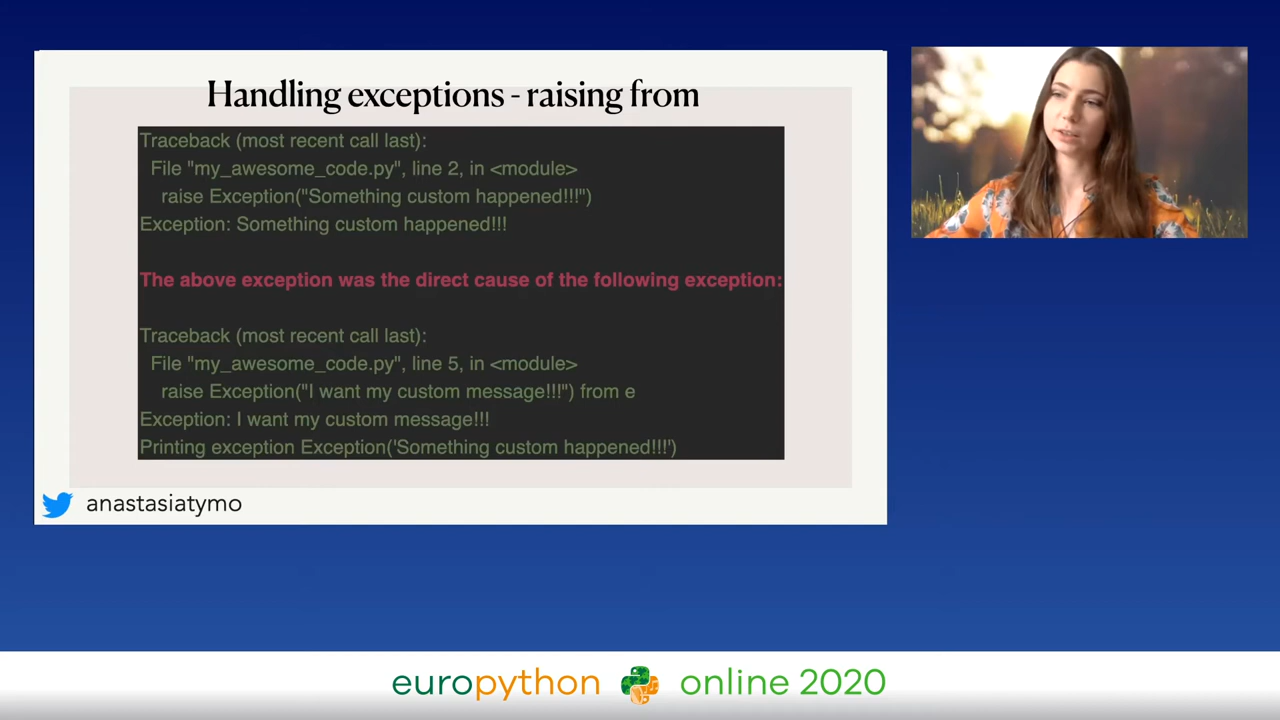 Handling exceptions - raising from
Traceback (most recent call last):
File "my_awesome_code.py", line 2, in <module>
raise Exception("Something custom happened!!!")
Exception: Something custom happened!!!
The above exception was the direct cause of the following exception:
Traceback (most recent call last):
File "my_awesome_code.py", line 5, in <module>
raise Exception("I want my custom message!!!") from e
Exception: I want my custom message!!!
Printing exception Exception('Something custom happened!!!')
anastasiatymo
europython online 2020